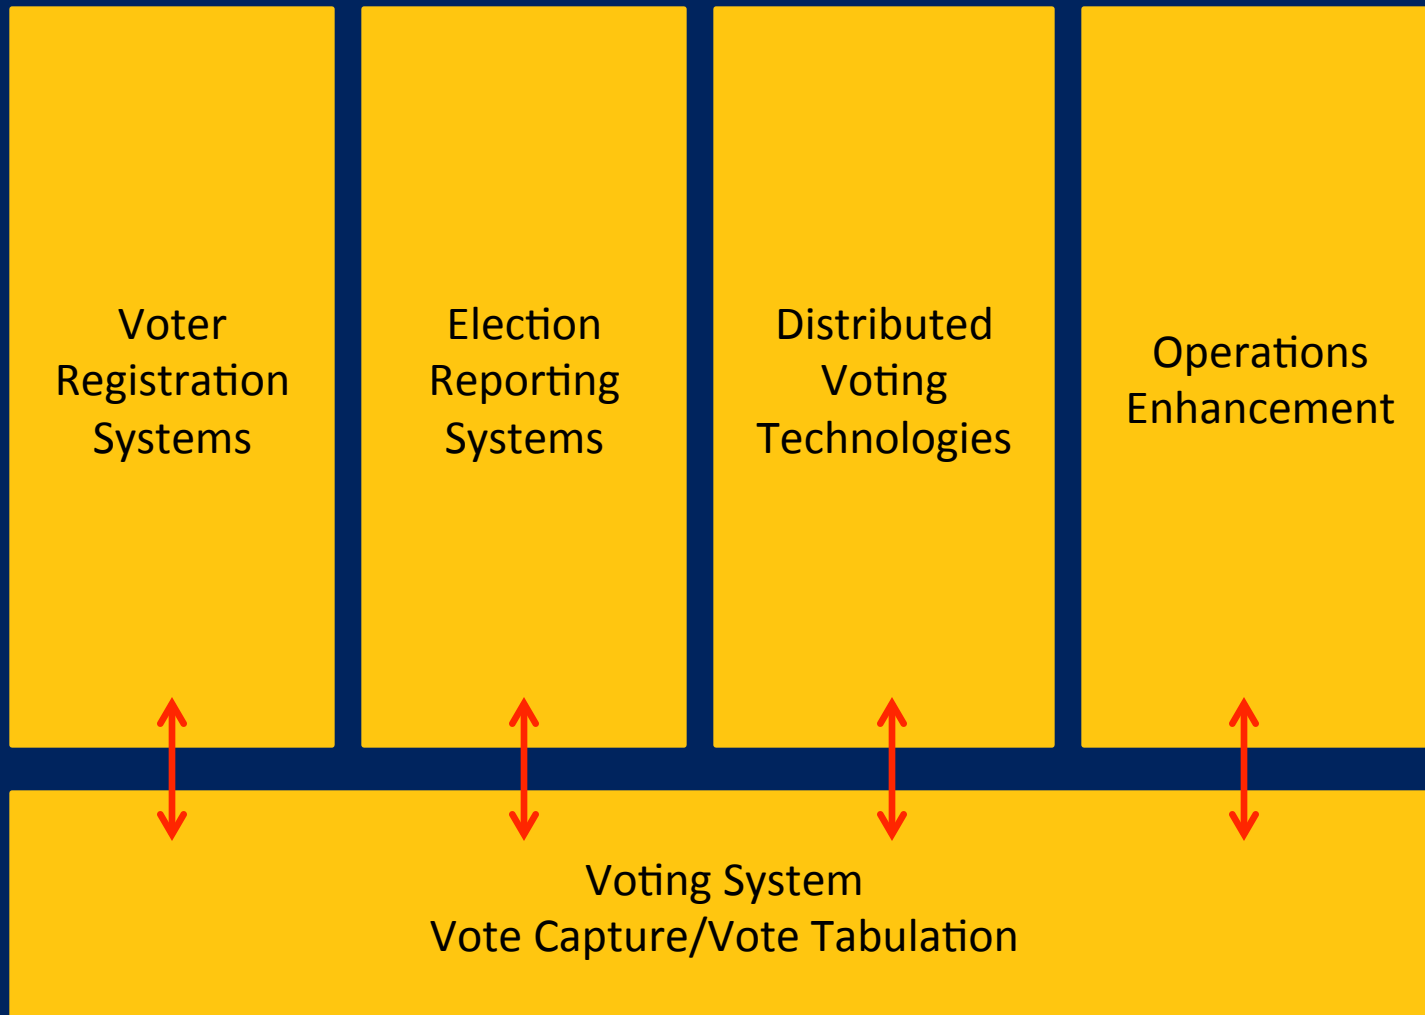 Voter
Registration
Systems
Election
Reporting
Systems
Distributed
Voting
Technologies
Operations
Enhancement
Voting System
Vote Capture/Vote Tabulation